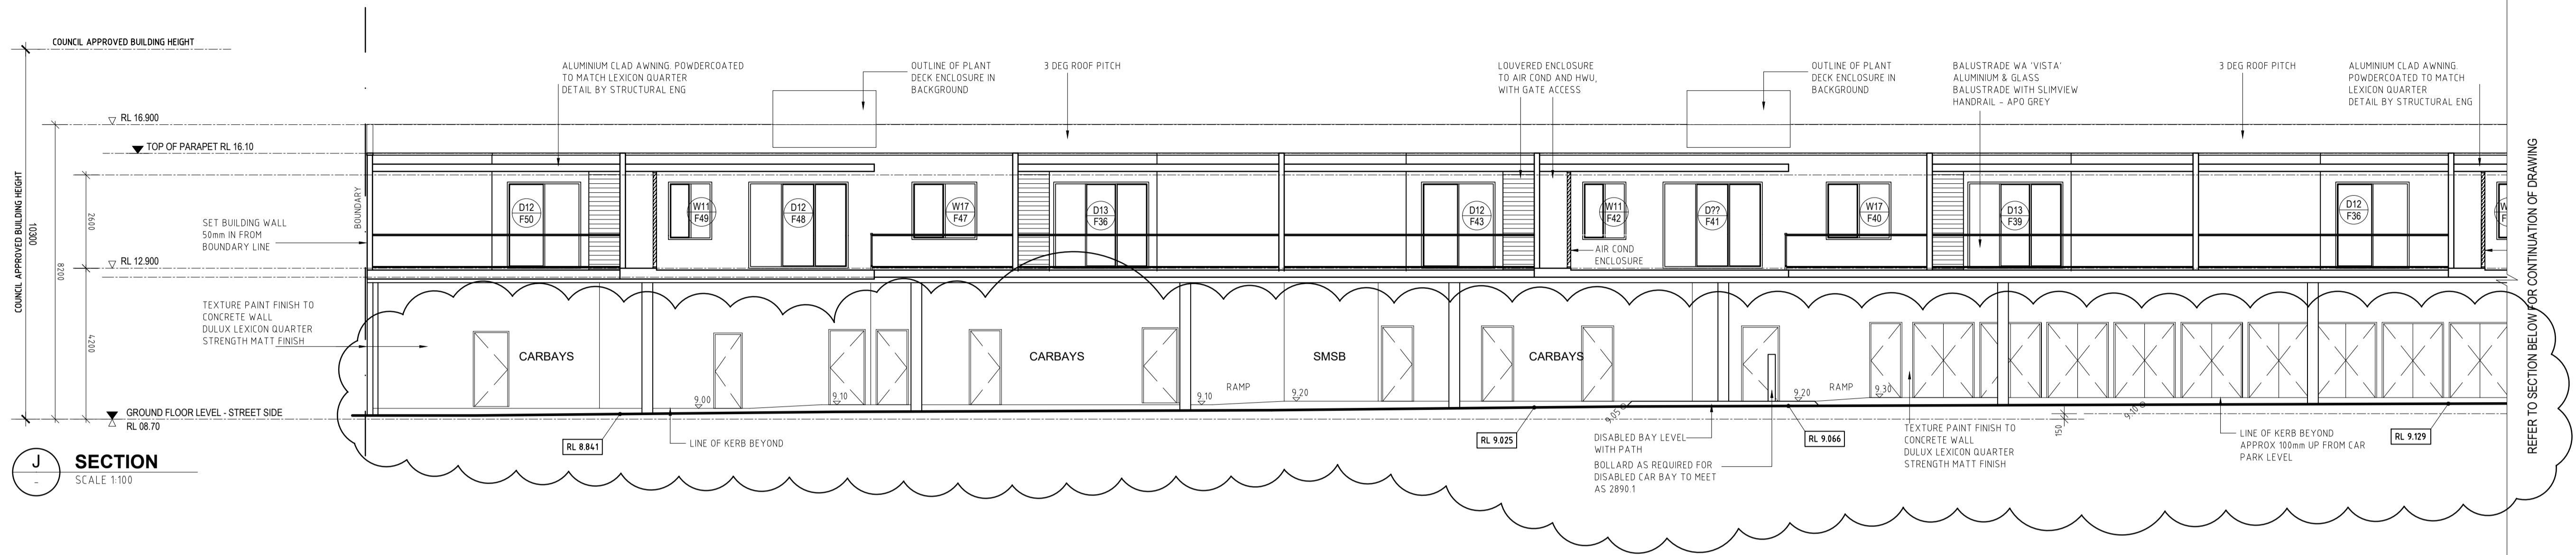 COUNCIL APPROVED BUILDING HEIGHT
ALUMINIUM CLAD AWNING. POWDERCOATED
TO MATCH LEXICON QUARTER
DETAIL BY STRUCTURAL ENG
OUTLINE OF PLANT
DECK ENCLOSURE IN
BACKGROUND
3 DEG ROOF PITCH
LOUVERED ENCLOSURE
TO AIR COND AND HWU,
WITH GATE ACCESS
OUTLINE OF PLANT
DECK ENCLOSURE IN
BACKGROUND
BALUSTRADE WA 'VISTA'
ALUMINIUM & GLASS
BALUSTRADE WITH SLIMVIEW
HANDRAIL - APO GREY
3 DEG ROOF PITCH
ALUMINIUM CLAD AWNING.
POWDERCOATED TO MATCH
LEXICON QUARTER
DETAIL BY STRUCTURAL ENG
RL 16.900
TOP OF PARAPET RL 16.10
COUNCIL APPROVED BUILDING HEIGHT
10300
8200
2600
4200
BOUNDARY
SET BUILDING WALL
50mm IN FROM
BOUNDARY LINE
RL 12.900
TEXTURE PAINT FINISH TO
CONCRETE WALL
DULUX LEXICON QUARTER
STRENGTH MATT FINISH
GROUND FLOOR LEVEL - STREET SIDE
RL 08.70
D12
F50
W11
F49
D12
F48
W17
F47
D13
F36
D12
F43
W11
F42
D??
F41
W17
F40
D13
F39
D12
F36
W
F
AIR COND
ENCLOSURE
CARBAYS
CARBAYS
SMSB
CARBAYS
9.00
9.10
9.10
RAMP
9.20
9.05
9.20
RAMP
9.30
150
9.10
RL 8.841
LINE OF KERB BEYOND
RL 9.025
DISABLED BAY LEVEL
WITH PATH
BOLLARD AS REQUIRED FOR
DISABLED CAR BAY TO MEET
AS 2890.1
RL 9.066
TEXTURE PAINT FINISH TO
CONCRETE WALL
DULUX LEXICON QUARTER
STRENGTH MATT FINISH
LINE OF KERB BEYOND
APPROX 100mm UP FROM CAR
PARK LEVEL
RL 9.129
REFER TO SECTION BELOW FOR CONTINUATION OF DRAWING
J
-
SECTION
SCALE 1:100